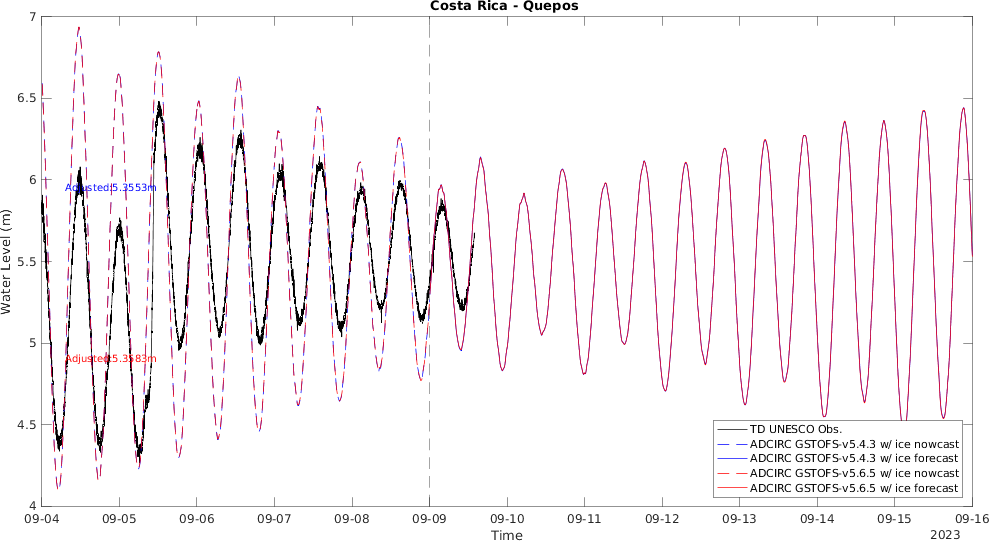 Costa Rica - Quepos
7
6.5
6
5.5
5
4.5
4
Water Level (m)
Adjusted:5.3553m
Adjusted:5.3583m
TD UNESCO Obs.
ADCIRC GSTOFS-v5.4.3 w/ ice nowcast
ADCIRC GSTOFS-v5.4.3 w/ ice forecast
ADCIRC GSTOFS-v5.6.5 w/ ice nowcast
ADCIRC GSTOFS-v5.6.5 w/ ice forecast
09-04 09-05 09-06 09-07 09-08 09-09 09-10 09-11 09-12 09-13 09-14 09-15 09-16
Time
2023